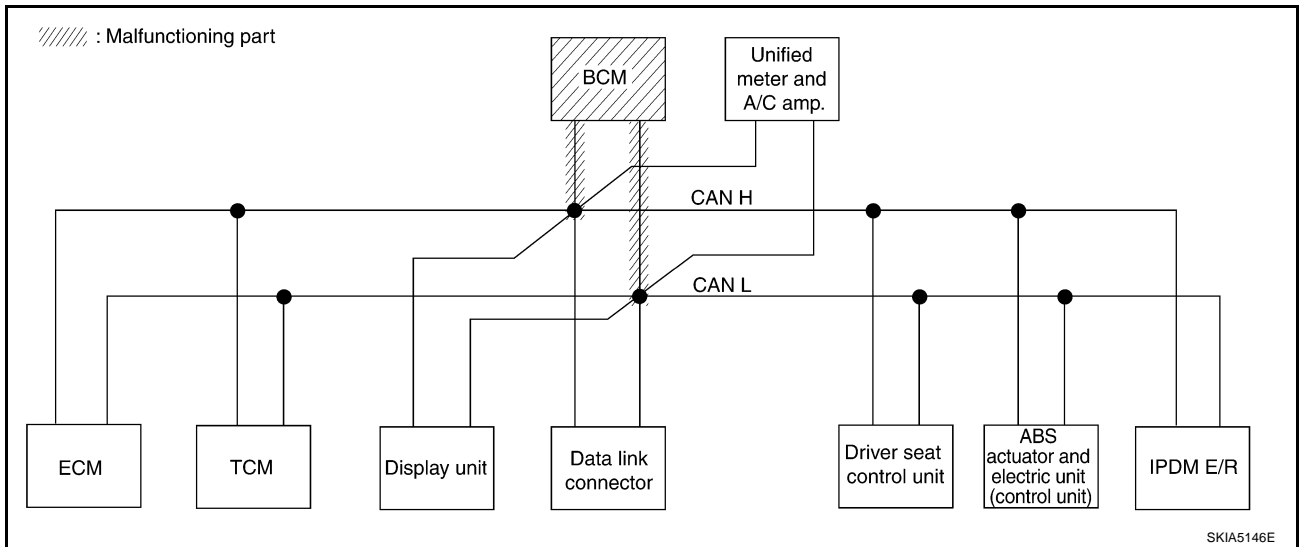 : Malfunctioning part
BCM
Unified
meter and
A/C amp.
CAN H
CAN L
ECM
TCM
Display unit
Data link
connector
Driver seat
control unit
ABS
actuator and
electric unit
(control unit)
IPDM E/R
SKIA5146E